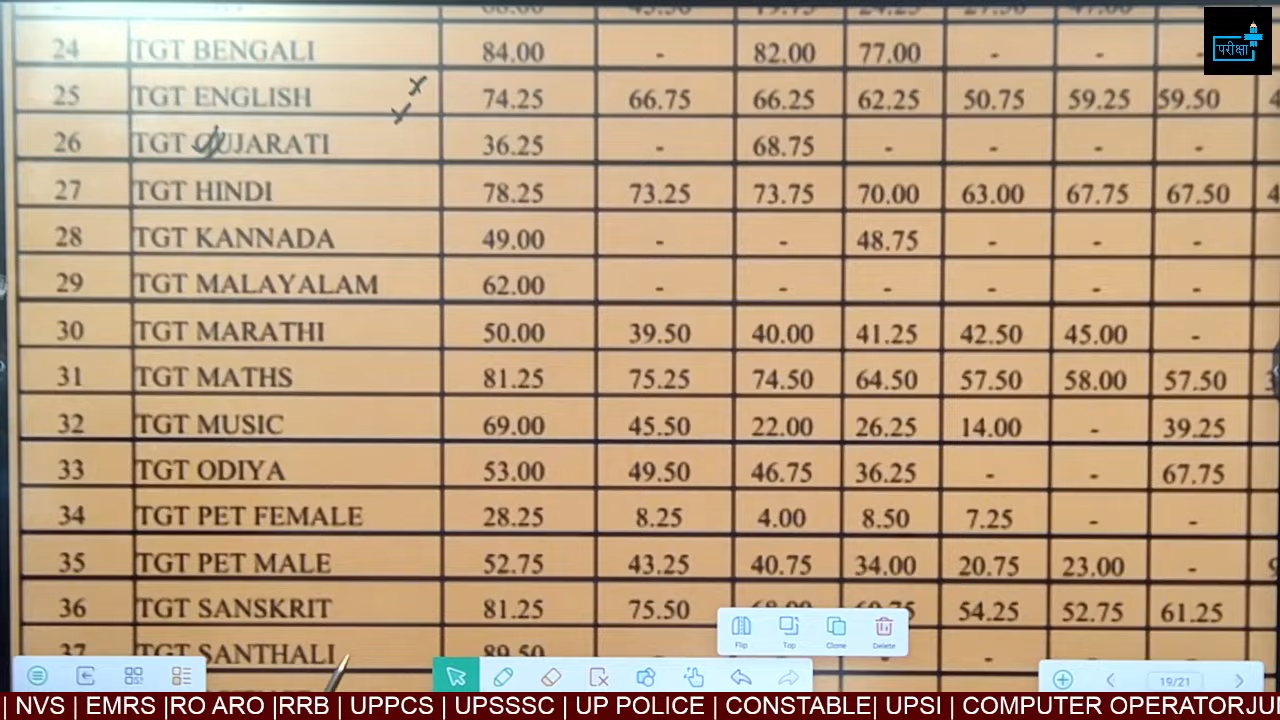 परीक्षा
24 TGT BENGALI 84.00 - 82.00 77.00 - - -
25 TGT ENGLISH 74.25 66.75 66.25 62.25 50.75 59.25 59.50
26 TGT GUJARATI 36.25 - 68.75 - - - -
27 TGT HINDI 78.25 73.25 73.75 70.00 63.00 67.75 67.50
28 TGT KANNADA 49.00 - - 48.75 - - -
29 TGT MALAYALAM 62.00 - - - - - -
30 TGT MARATHI 50.00 39.50 40.00 41.25 42.50 45.00 -
31 TGT MATHS 81.25 75.25 74.50 64.50 57.50 58.00 57.50
32 TGT MUSIC 69.00 45.50 22.00 26.25 14.00 - 39.25
33 TGT ODIYA 53.00 49.50 46.75 36.25 - - 67.75
34 TGT PET FEMALE 28.25 8.25 4.00 8.50 7.25 - -
35 TGT PET MALE 52.75 43.25 40.75 34.00 20.75 23.00 -
36 TGT SANSKRIT 81.25 75.50 54.25 52.75 61.25
Flip Top Clone Delete
37 TGT SANTHALI 89.50 - - - - - -
19/21
| NVS | EMRS |RO ARO |RRB | UPPCS | UPSSSC | UP POLICE | CONSTABLE| UPSI | COMPUTER OPERATORJU